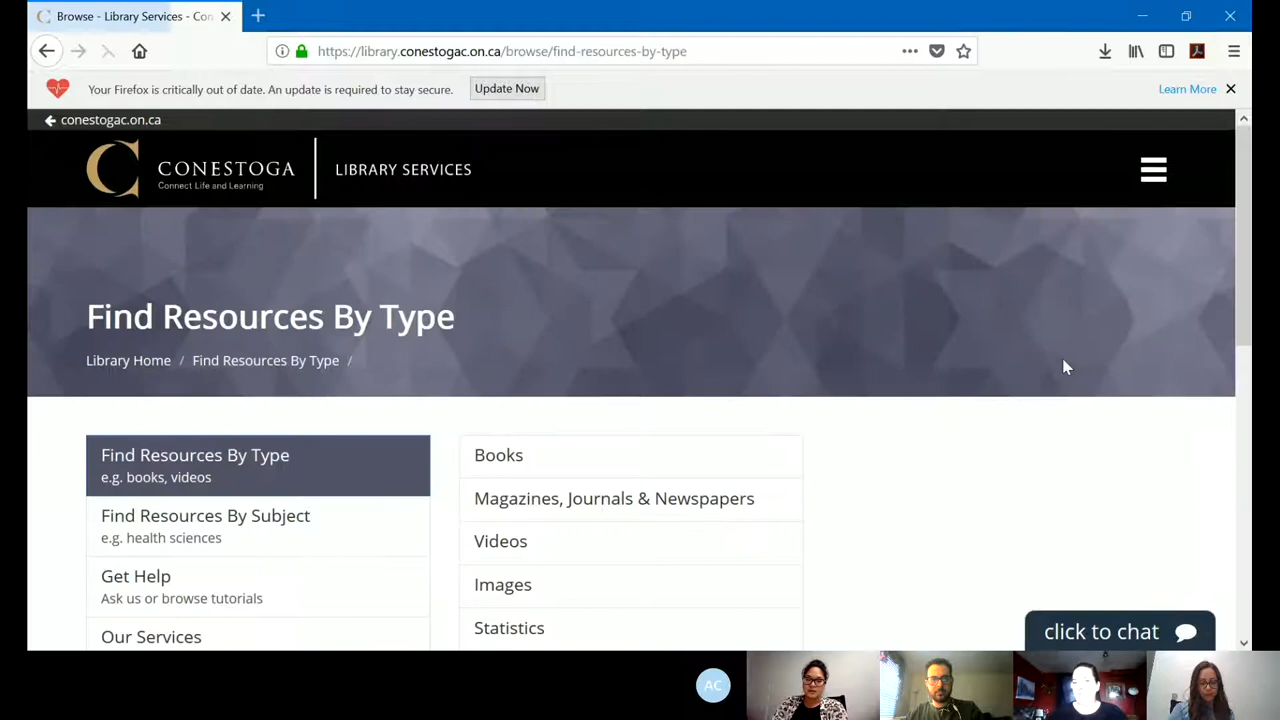 Browse - Library Services - Con
https://library.conestogac.on.ca/browse/find-resources-by-type
Your Firefox is critically out of date. An update is required to stay secure.
Update Now
Learn More
conestogac.on.ca
CONESTOGA
Connect Life and Learning
LIBRARY SERVICES
Find Resources By Type
Library Home / Find Resources By Type /
Find Resources By Type
e.g. books, videos
Find Resources By Subject
e.g. health sciences
Get Help
Ask us or browse tutorials
Our Services
Books
Magazines, Journals & Newspapers
Videos
Images
Statistics
click to chat
AC